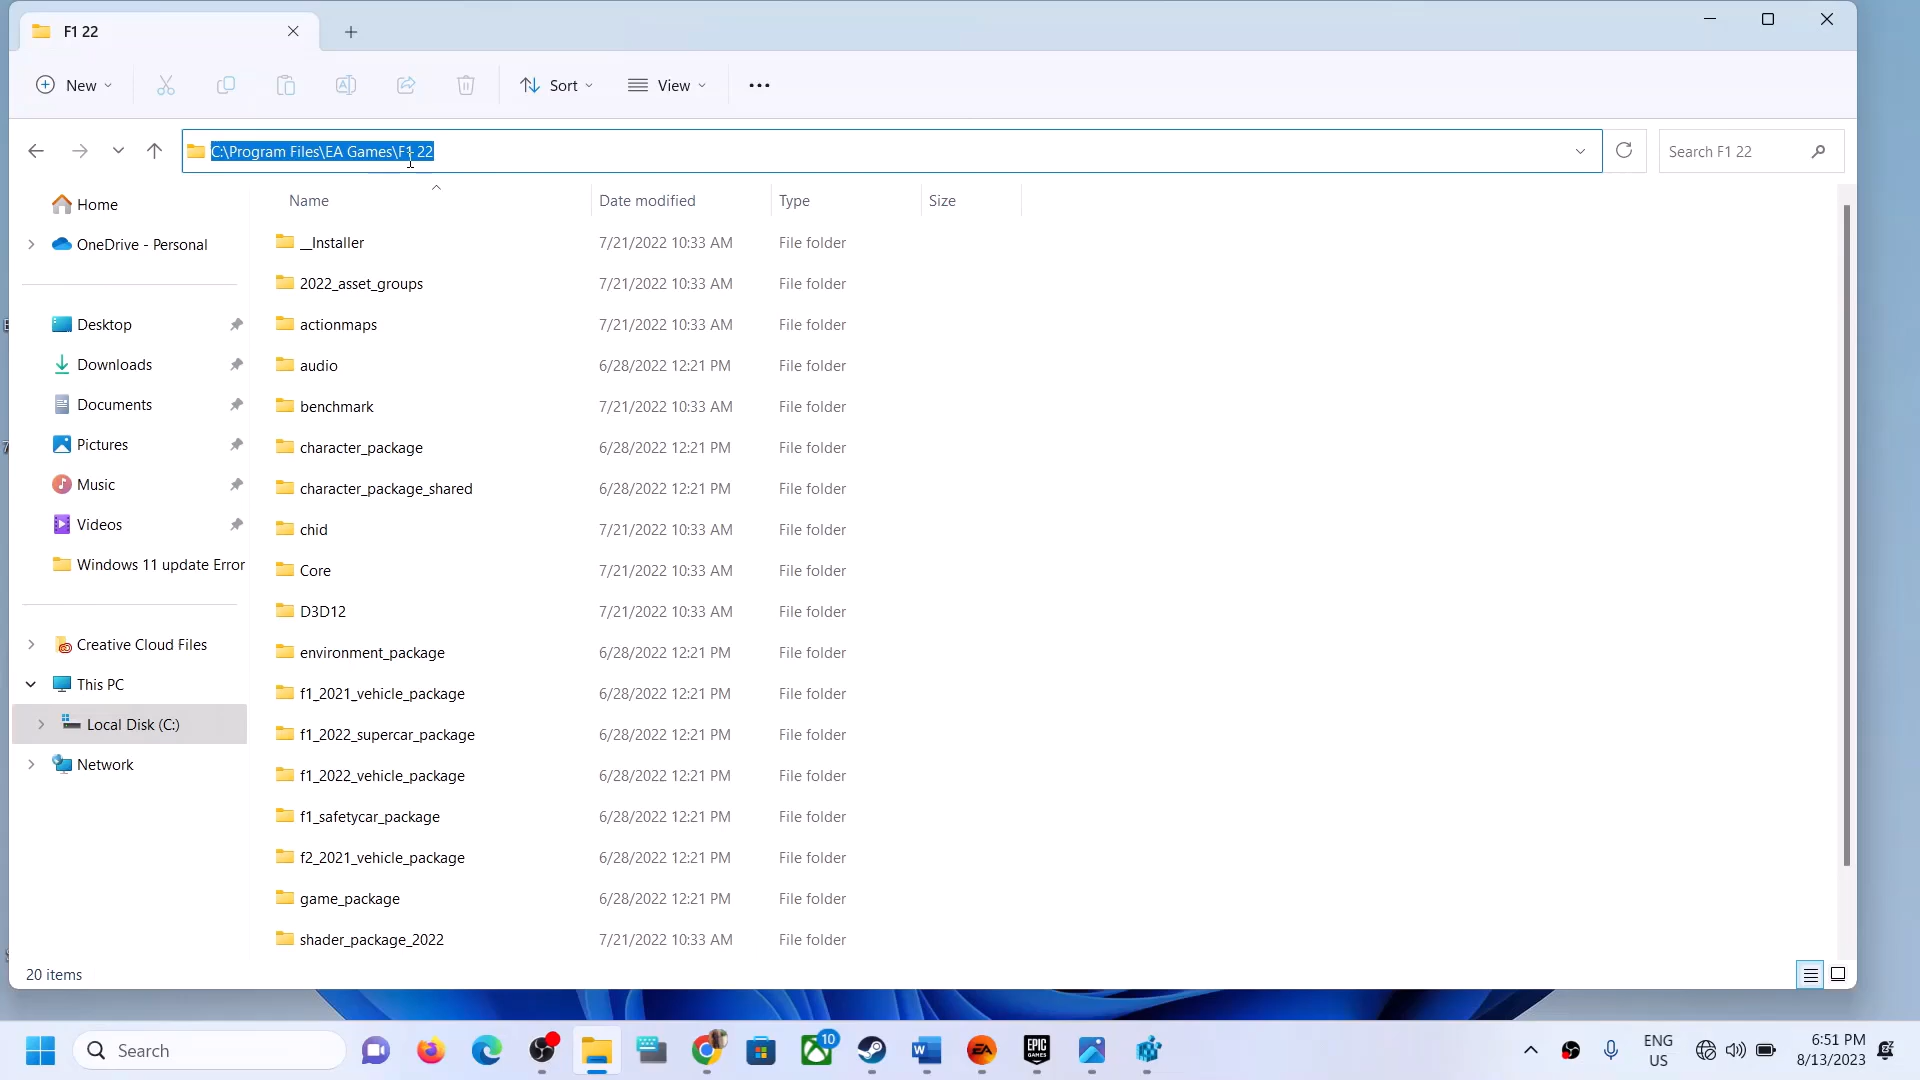 F1 22
New
Sort
View
C:\Program Files\EA Games\F1 22
Search F1 22
Name Date modified Type Size
Home
OneDrive - Personal
Desktop
Downloads
Documents
Pictures
Music
Videos
Windows 11 update Error
Creative Cloud Files
This PC
Local Disk (C:)
Network
__Installer 7/21/2022 10:33 AM File folder
2022_asset_groups 7/21/2022 10:33 AM File folder
actionmaps 7/21/2022 10:33 AM File folder
audio 6/28/2022 12:21 PM File folder
benchmark 7/21/2022 10:33 AM File folder
character_package 6/28/2022 12:21 PM File folder
character_package_shared 6/28/2022 12:21 PM File folder
chid 7/21/2022 10:33 AM File folder
Core 7/21/2022 10:33 AM File folder
D3D12 7/21/2022 10:33 AM File folder
environment_package 6/28/2022 12:21 PM File folder
f1_2021_vehicle_package 6/28/2022 12:21 PM File folder
f1_2022_supercar_package 6/28/2022 12:21 PM File folder
f1_2022_vehicle_package 6/28/2022 12:21 PM File folder
f1_safetycar_package 6/28/2022 12:21 PM File folder
f2_2021_vehicle_package 6/28/2022 12:21 PM File folder
game_package 6/28/2022 12:21 PM File folder
shader_package_2022 7/21/2022 10:33 AM File folder
20 items
Search
10
W
EA
EPIC
GAMES
ENG
US
6:51 PM
8/13/2023